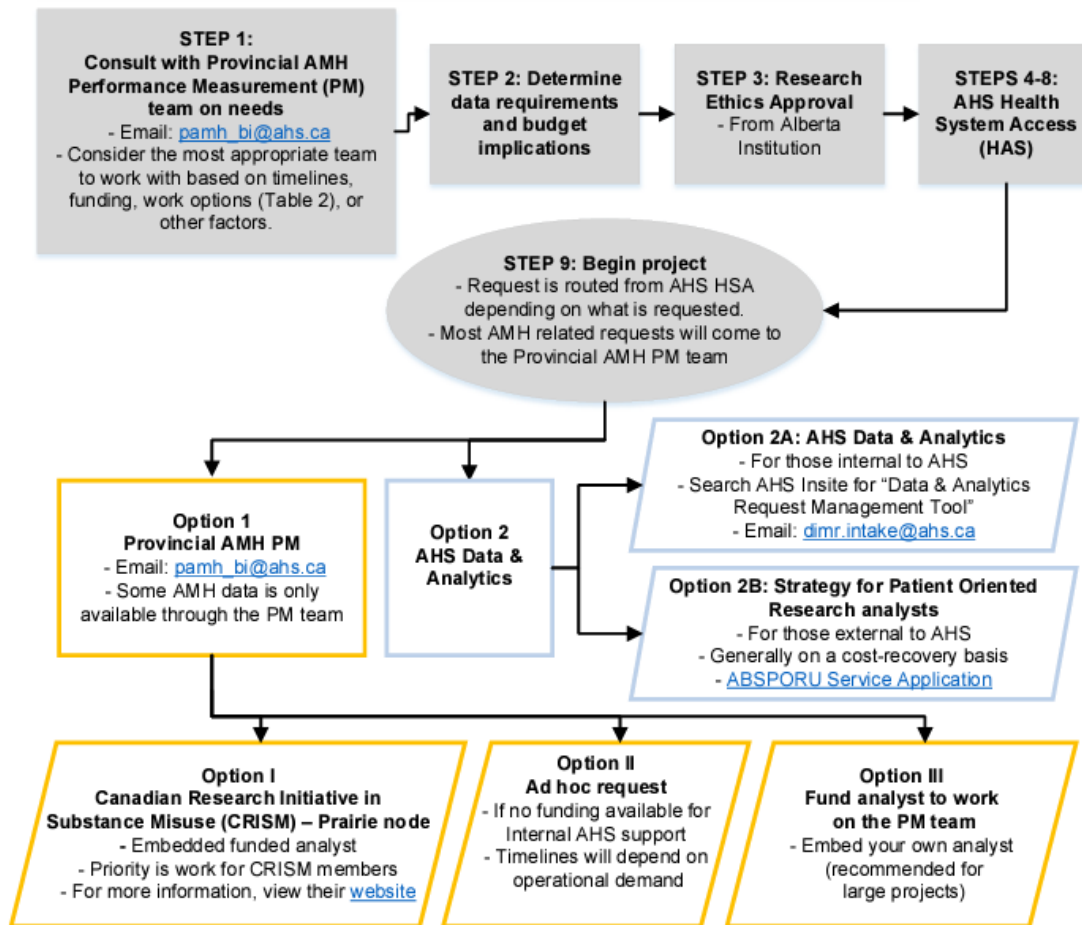 STEP 1:
Consult with Provincial AMH
Performance Measurement (PM)
team on needs
- Email: pamh_bi@ahs.ca
- Consider the most appropriate team
to work with based on timelines,
funding, work options (Table 2), or
other factors.
STEP 2: Determine
data requirements
and budget
implications
STEP 3: Research
Ethics Approval
- From Alberta
Institution
STEPS 4-8:
AHS Health
System Access
(HAS)
STEP 9: Begin project
- Request is routed from AHS HSA
depending on what is requested.
- Most AMH related requests will come to
the Provincial AMH PM team
Option 1
Provincial AMH PM
- Email: pamh_bi@ahs.ca
- Some AMH data is only
available through the PM team
Option 2
AHS Data &
Analytics
Option 2A: AHS Data & Analytics
- For those internal to AHS
- Search AHS Insite for “Data & Analytics
Request Management Tool”
- Email: dimr.intake@ahs.ca
Option 2B: Strategy for Patient Oriented
Research analysts
- For those external to AHS
- Generally on a cost-recovery basis
- ABSPORU Service Application
Option I
Canadian Research Initiative in
Substance Misuse (CRISM) – Prairie node
- Embedded funded analyst
- Priority is work for CRISM members
- For more information, view their website
Option II
Ad hoc request
- If no funding available for
Internal AHS support
- Timelines will depend on
operational demand
Option III
Fund analyst to work
on the PM team
- Embed your own analyst
(recommended for
large projects)